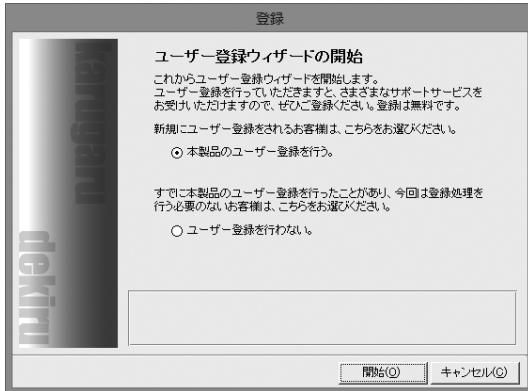 登録
ユーザー登録ウィザードの開始
これからユーザー登録ウィザードを開始します。
ユーザー登録を行っていただきますと、さまざまなサポートサービスを
お受けいただけますので、ぜひご登録ください。登録は無料です。
新規にユーザー登録をされるお客様は、こちらをお選びください。
本製品のユーザー登録を行う。
すでに本製品のユーザー登録を行ったことがあり、今回は登録処理を
行う必要のないお客様は、こちらをお選びください。
ユーザー登録を行わない。
karugaru
dekiru
開始(O)
キャンセル(C)